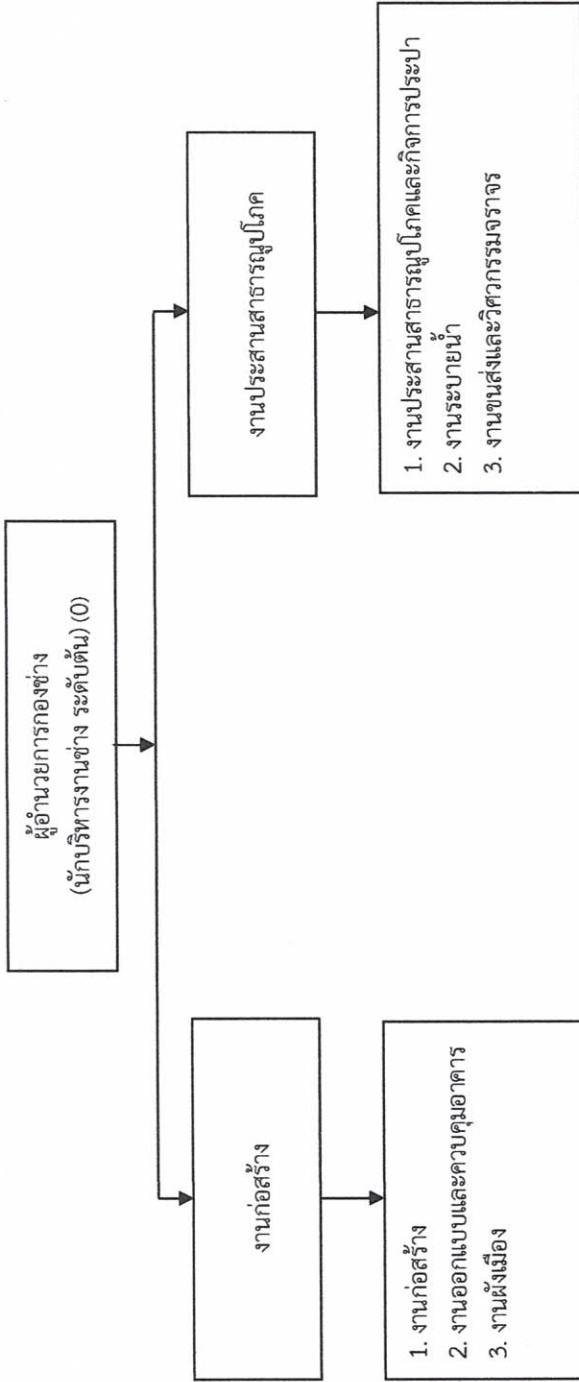 ผู้อำนวยการกองช่าง
(นักบริหารงานช่าง ระดับต้น) (0)
งานก่อสร้าง
งานประสานสาธารณูปโภค
1. งานก่อสร้าง
2. งานออกแบบและควบคุมอาคาร
3. งานผังเมือง
1. งานประสานสาธารณูปโภคและกิจการประปา
2. งานระบายน้ำ
3. งานขนส่งและวิศวกรรมจราจร